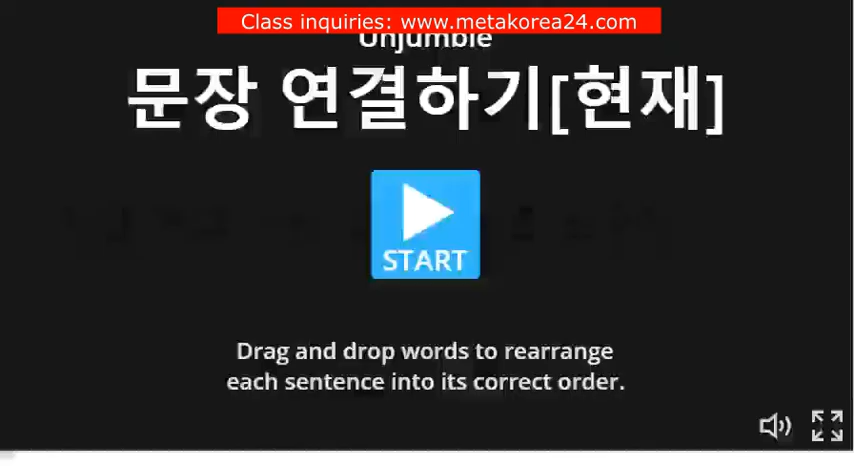 Class inquiries: www.metakorea24.com
Unjumble
문장 연결하기[현재]
START
Drag and drop words to rearrange
each sentence into its correct order.